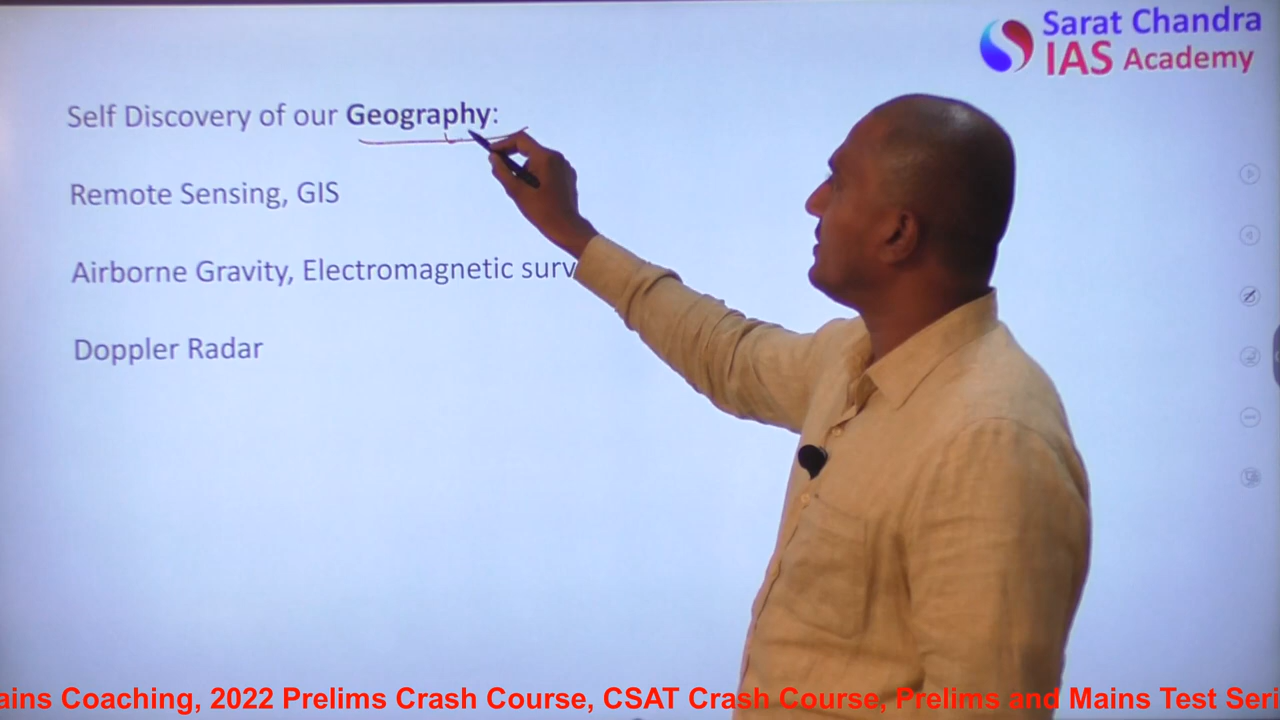 Sarat Chandra
IAS Academy
Self Discovery of our Geography:
Remote Sensing, GIS
Airborne Gravity, Electromagnetic surv
Doppler Radar
ains Coaching, 2022 Prelims Crash Course, CSAT Crash Course, Prelims and Mains Test Seri